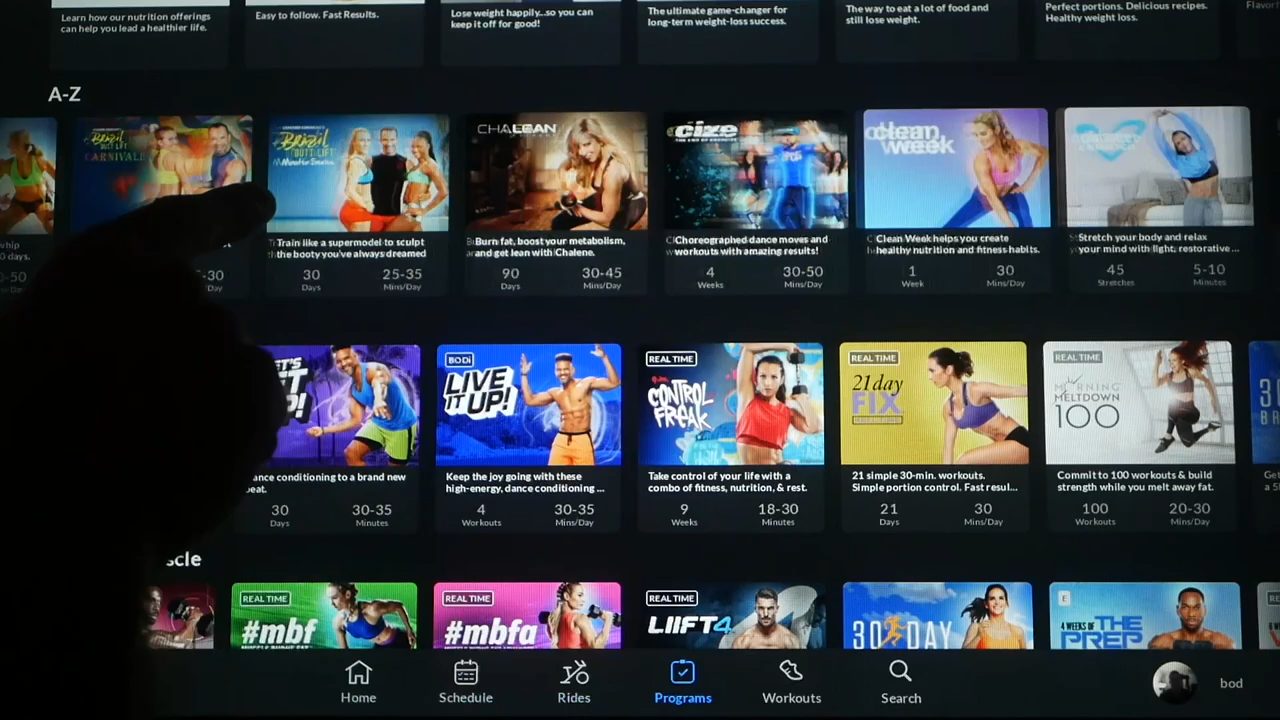 Learn how our nutrition offerings
can help you lead a healthier life.
Easy to follow. Fast Results.
Lose weight happily...so you can
keep it off for good!
The ultimate game-changer for
long-term weight-loss success.
The way to eat a lot of food and
still lose weight.
Perfect portions. Delicious recipes.
Healthy weight loss.
A-Z
Brazil
BUTT LIFT
CARNIVALE
Brazil
BUTT LIFT
Train like a supermodel to sculpt
the booty you've always dreamed
30
Days
25-35
Mins/Day
CHALEAN
Burn fat, boost your metabolism,
and get lean with Chalene.
90
Days
30-45
Mins/Day
cize
THE END OF EXERCISE
Choreographed dance moves and
workouts with amazing results!
4
Weeks
30-50
Mins/Day
clean
week
Clean Week helps you create
healthy nutrition and fitness habits.
1
Week
30
Mins/Day
Stretch your body and relax
your mind with light, restorative ...
45
Stretches
5-10
Minutes
ance conditioning to a brand new
beat.
30
Days
30-35
Minutes
BODi
LIVE
IT UP!
Keep the joy going with these
high-energy, dance conditioning ...
4
Workouts
30-35
Mins/Day
REAL TIME
CONTROL
FREAK
Take control of your life with a
combo of fitness, nutrition, & rest.
9
Weeks
18-30
Minutes
REAL TIME
21 day
FIX
21 simple 30-min. workouts.
Simple portion control. Fast resul...
21
Days
30
Mins/Day
REAL TIME
MORNING
MELTDOWN
100
Commit to 100 workouts & build
strength while you melt away fat.
100
Workouts
20-30
Mins/Day
scle
REAL TIME
#mbf
REAL TIME
#mbfa
REAL TIME
LIIFT4
30 DAY
E
4 WEEKS OF THE
PREP
Home
Schedule
Rides
Programs
Workouts
Search
bod